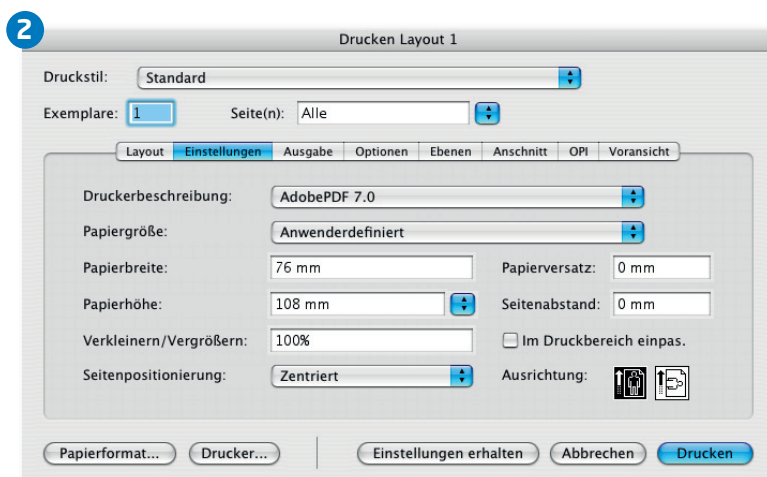 2
Drucken Layout 1
Druckstil: Standard
Exemplare: 1 Seite(n): Alle
Layout Einstellungen Ausgabe Optionen Ebenen Anschnitt OPI Voransicht
Druckerbeschreibung: AdobePDF 7.0
Papiergröße: Anwenderdefiniert
Papierbreite: 76 mm Papierversatz: 0 mm
Papierhöhe: 108 mm Seitenabstand: 0 mm
Verkleinern/Vergrößern: 100% Im Druckbereich einpas.
Seitenpositionierung: Zentriert Ausrichtung:
Papierformat... Drucker... Einstellungen erhalten Abbrechen Drucken